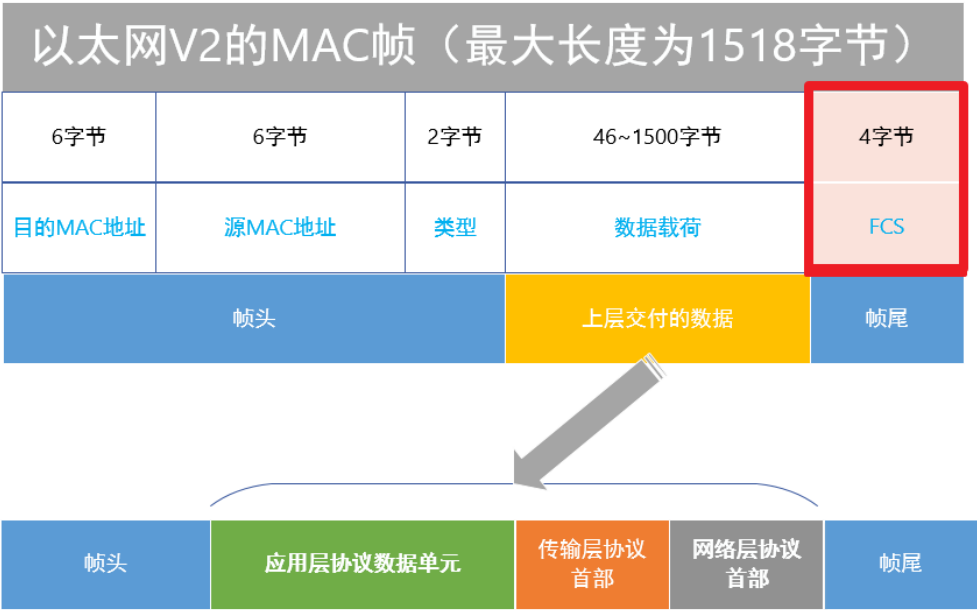 以太网V2的MAC帧（最大长度为1518字节）
6字节
6字节
2字节
46~1500字节
4字节
目的MAC地址
源MAC地址
类型
数据载荷
FCS
帧头
上层交付的数据
帧尾
帧头
应用层协议数据单元
传输层协议
首部
网络层协议
首部
帧尾